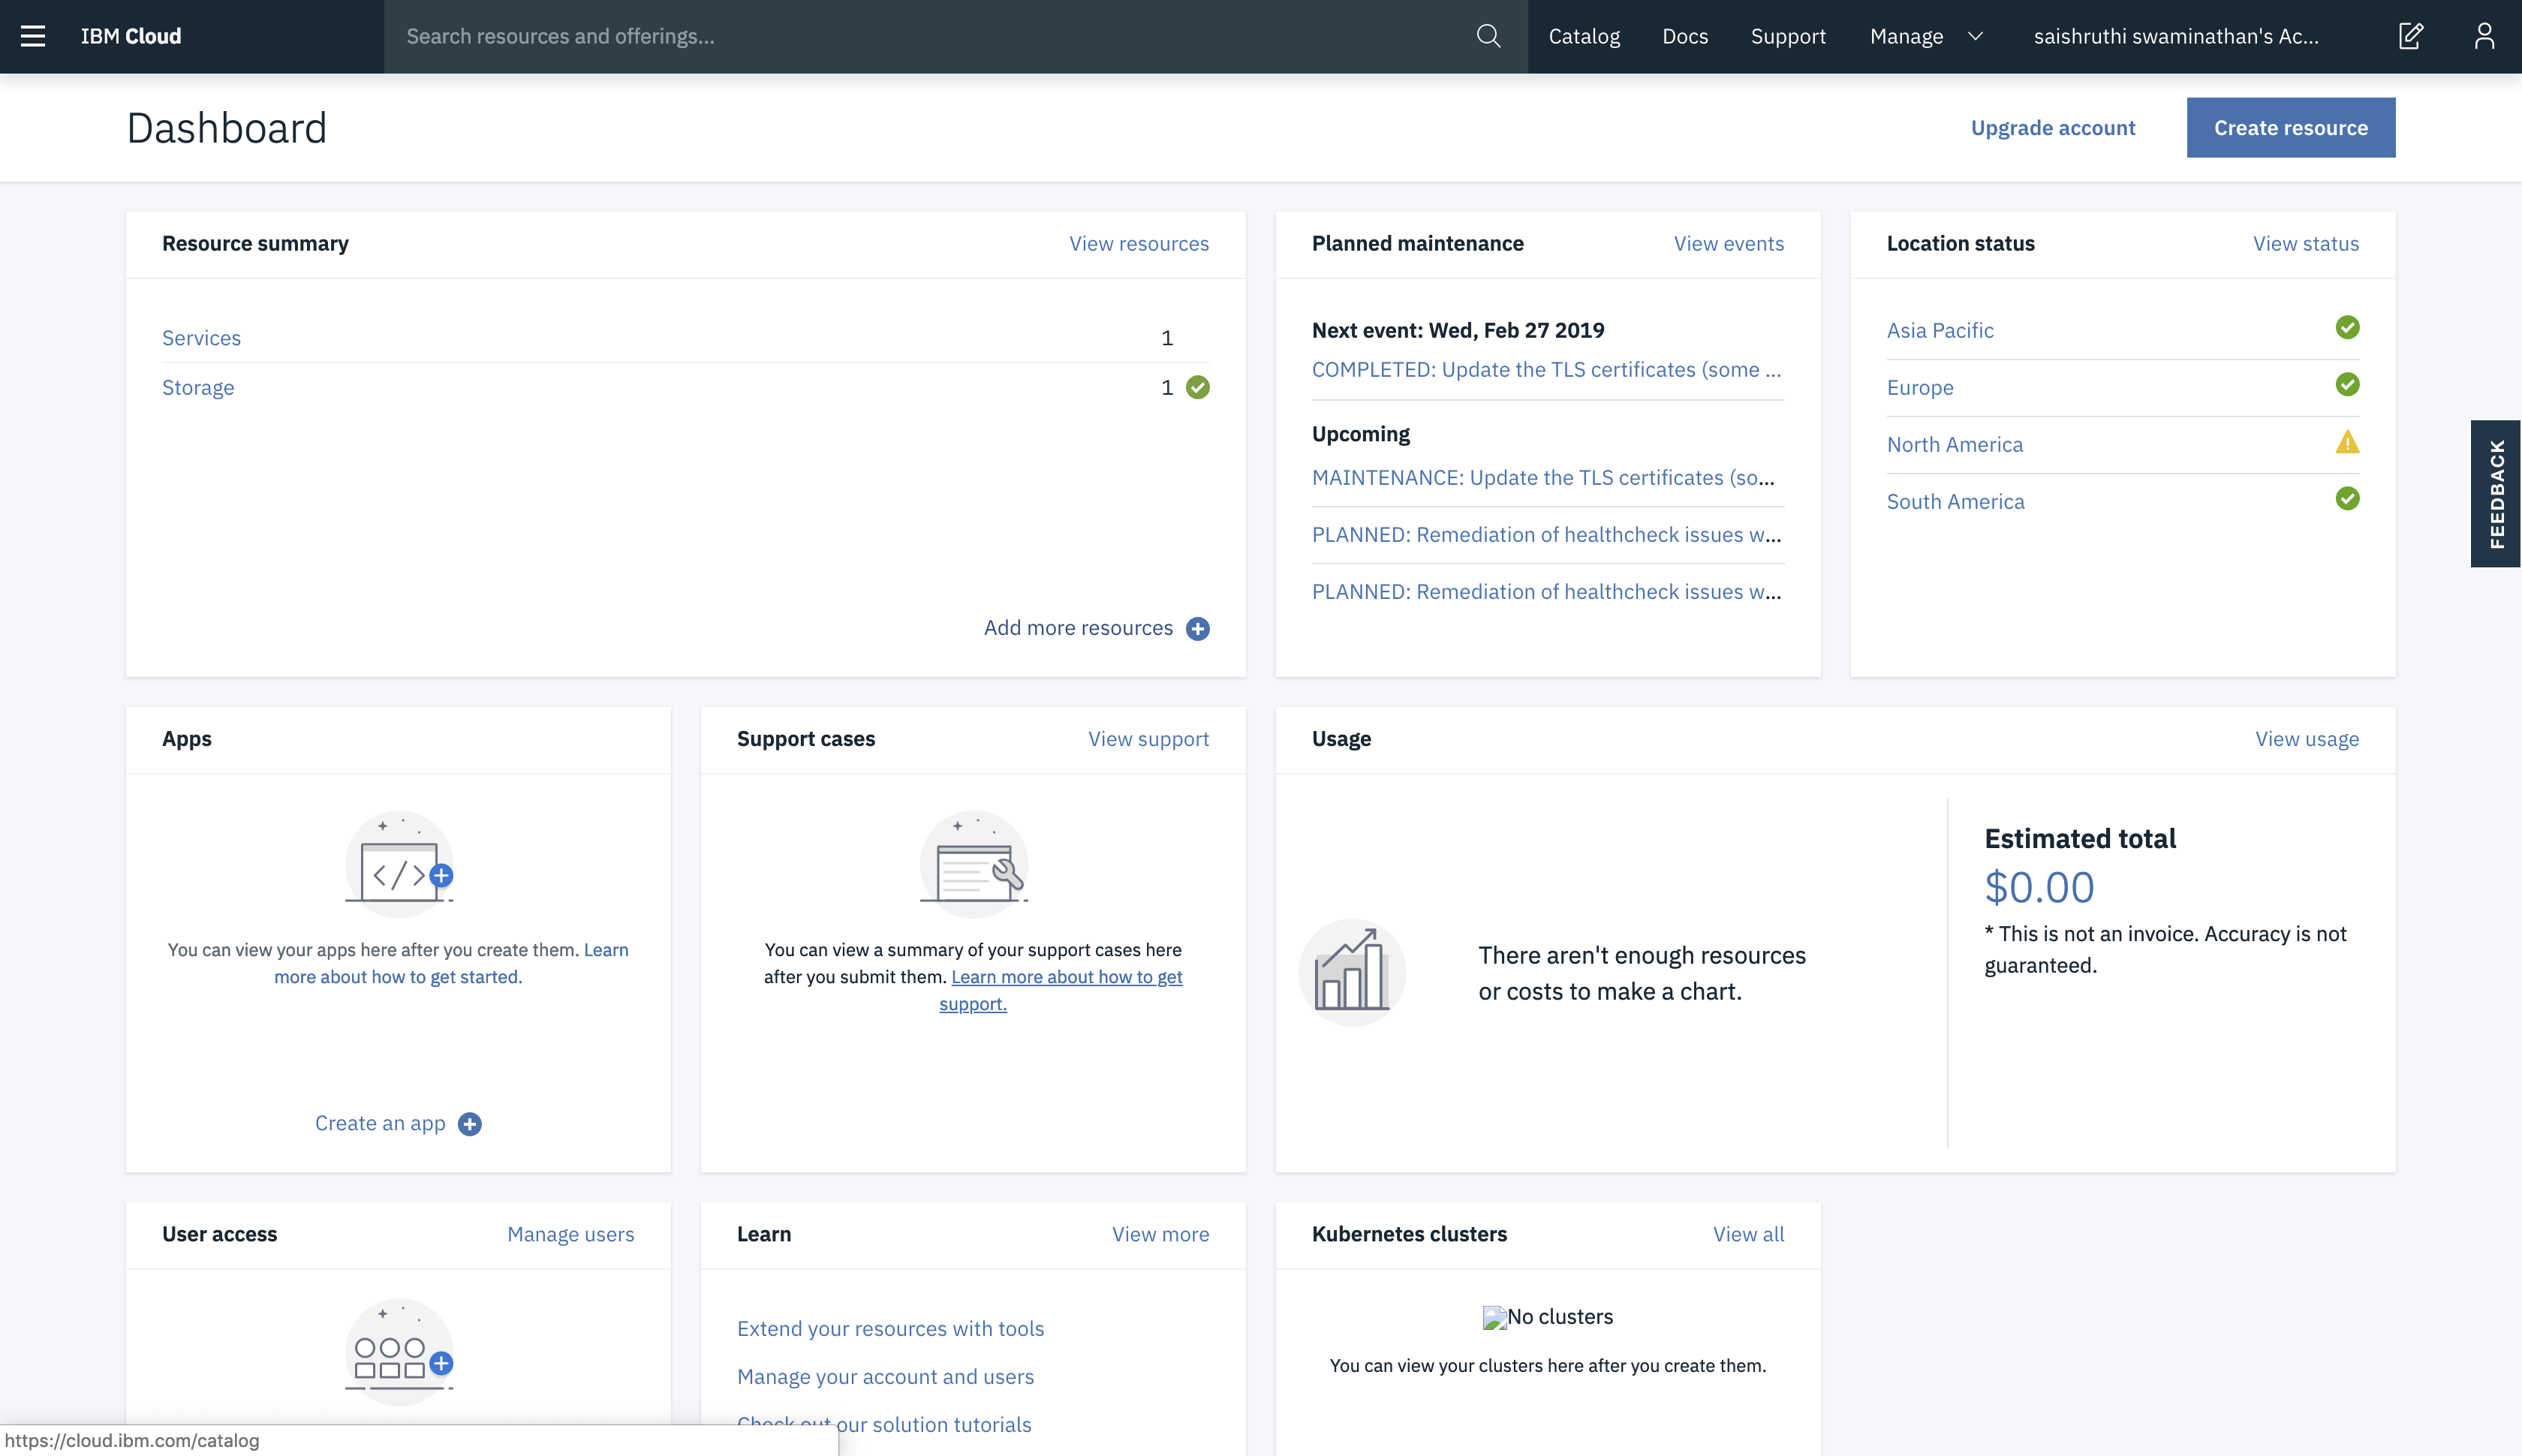 IBM Cloud
Search resources and offerings...
Catalog
Docs
Support
Manage
saishruthi swaminathan's Ac...
Dashboard
Upgrade account
Create resource
Resource summary
View resources
Services
1
Storage
1
Add more resources
Planned maintenance
View events
Next event: Wed, Feb 27 2019
COMPLETED: Update the TLS certificates (some ...
Upcoming
MAINTENANCE: Update the TLS certificates (so...
PLANNED: Remediation of healthcheck issues w...
PLANNED: Remediation of healthcheck issues w...
Location status
View status
Asia Pacific
Europe
North America
South America
FEEDBACK
Apps
You can view your apps here after you create them. Learn
more about how to get started.
Create an app
Support cases
View support
You can view a summary of your support cases here
after you submit them. Learn more about how to get
support.
Usage
View usage
There aren't enough resources
or costs to make a chart.
Estimated total
$0.00
* This is not an invoice. Accuracy is not
guaranteed.
User access
Manage users
Learn
View more
Extend your resources with tools
Manage your account and users
Check out our solution tutorials
Kubernetes clusters
View all
No clusters
You can view your clusters here after you create them.
https://cloud.ibm.com/catalog